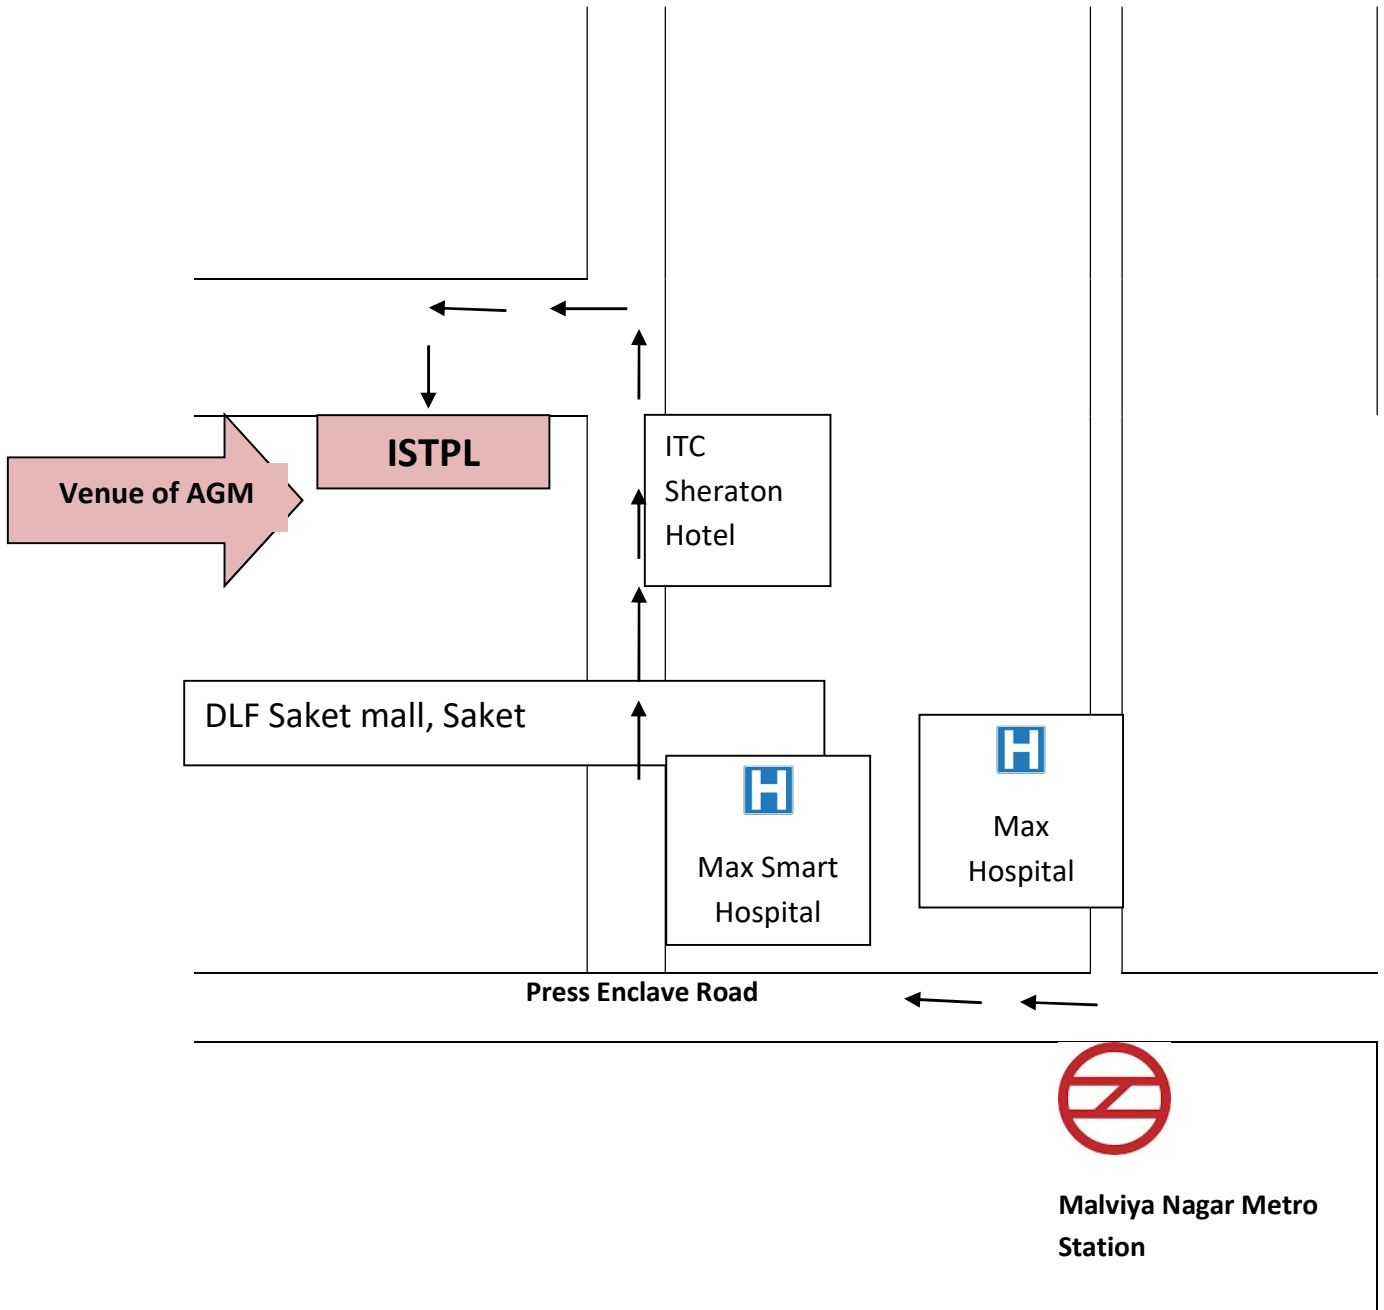 ISTPL
Venue of AGM
ITC
Sheraton
Hotel
DLF Saket mall, Saket
H
Max Smart
Hospital
H
Max
Hospital
Press Enclave Road
Malviya Nagar Metro
Station